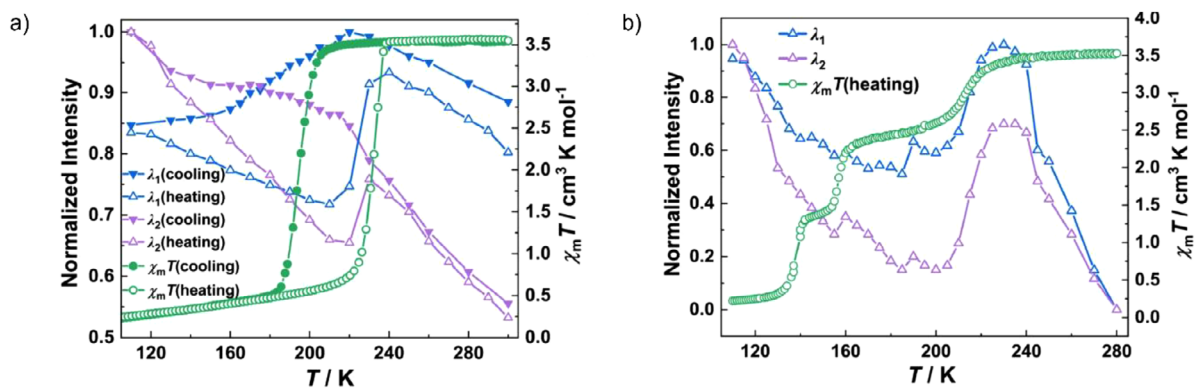 a)
Normalized Intensity
1.0
0.9
0.8
0.7
0.6
0.5
λ1(cooling)
λ1(heating)
λ2(cooling)
λ2(heating)
χmT(cooling)
χmT(heating)
120 160 200 240 280
T / K
3.5
3.0
2.5
2.0
1.5
1.0
0.5
0.0
χmT / cm³ K mol⁻¹
b)
Normalized Intensity
1.0
0.8
0.6
0.4
0.2
0.0
λ1
λ2
χmT(heating)
120 160 200 240 280
T / K
4.0
3.5
3.0
2.5
2.0
1.5
1.0
0.5
0.0
χmT / cm³ K mol⁻¹